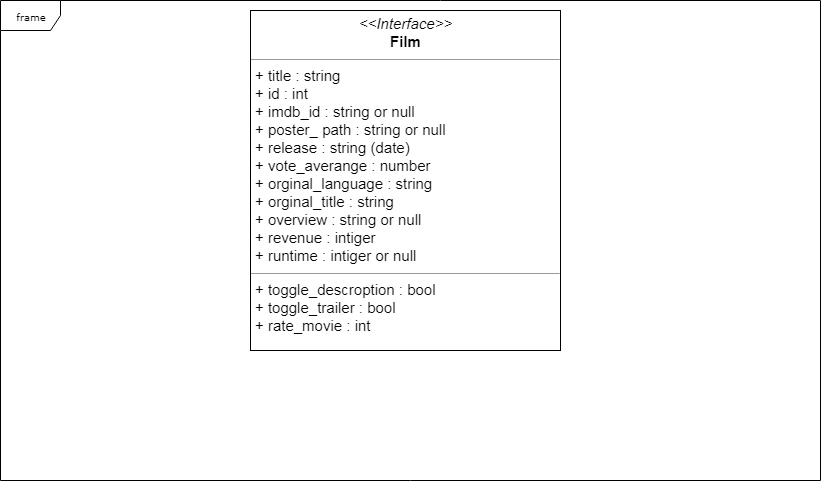 frame
<<Interface>>
Film
+ title : string
+ id : int
+ imdb_id : string or null
+ poster_ path : string or null
+ release : string (date)
+ vote_averange : number
+ orginal_language : string
+ orginal_title : string
+ overview : string or null
+ revenue : intiger
+ runtime : intiger or null
+ toggle_descroption : bool
+ toggle_trailer : bool
+ rate_movie : int